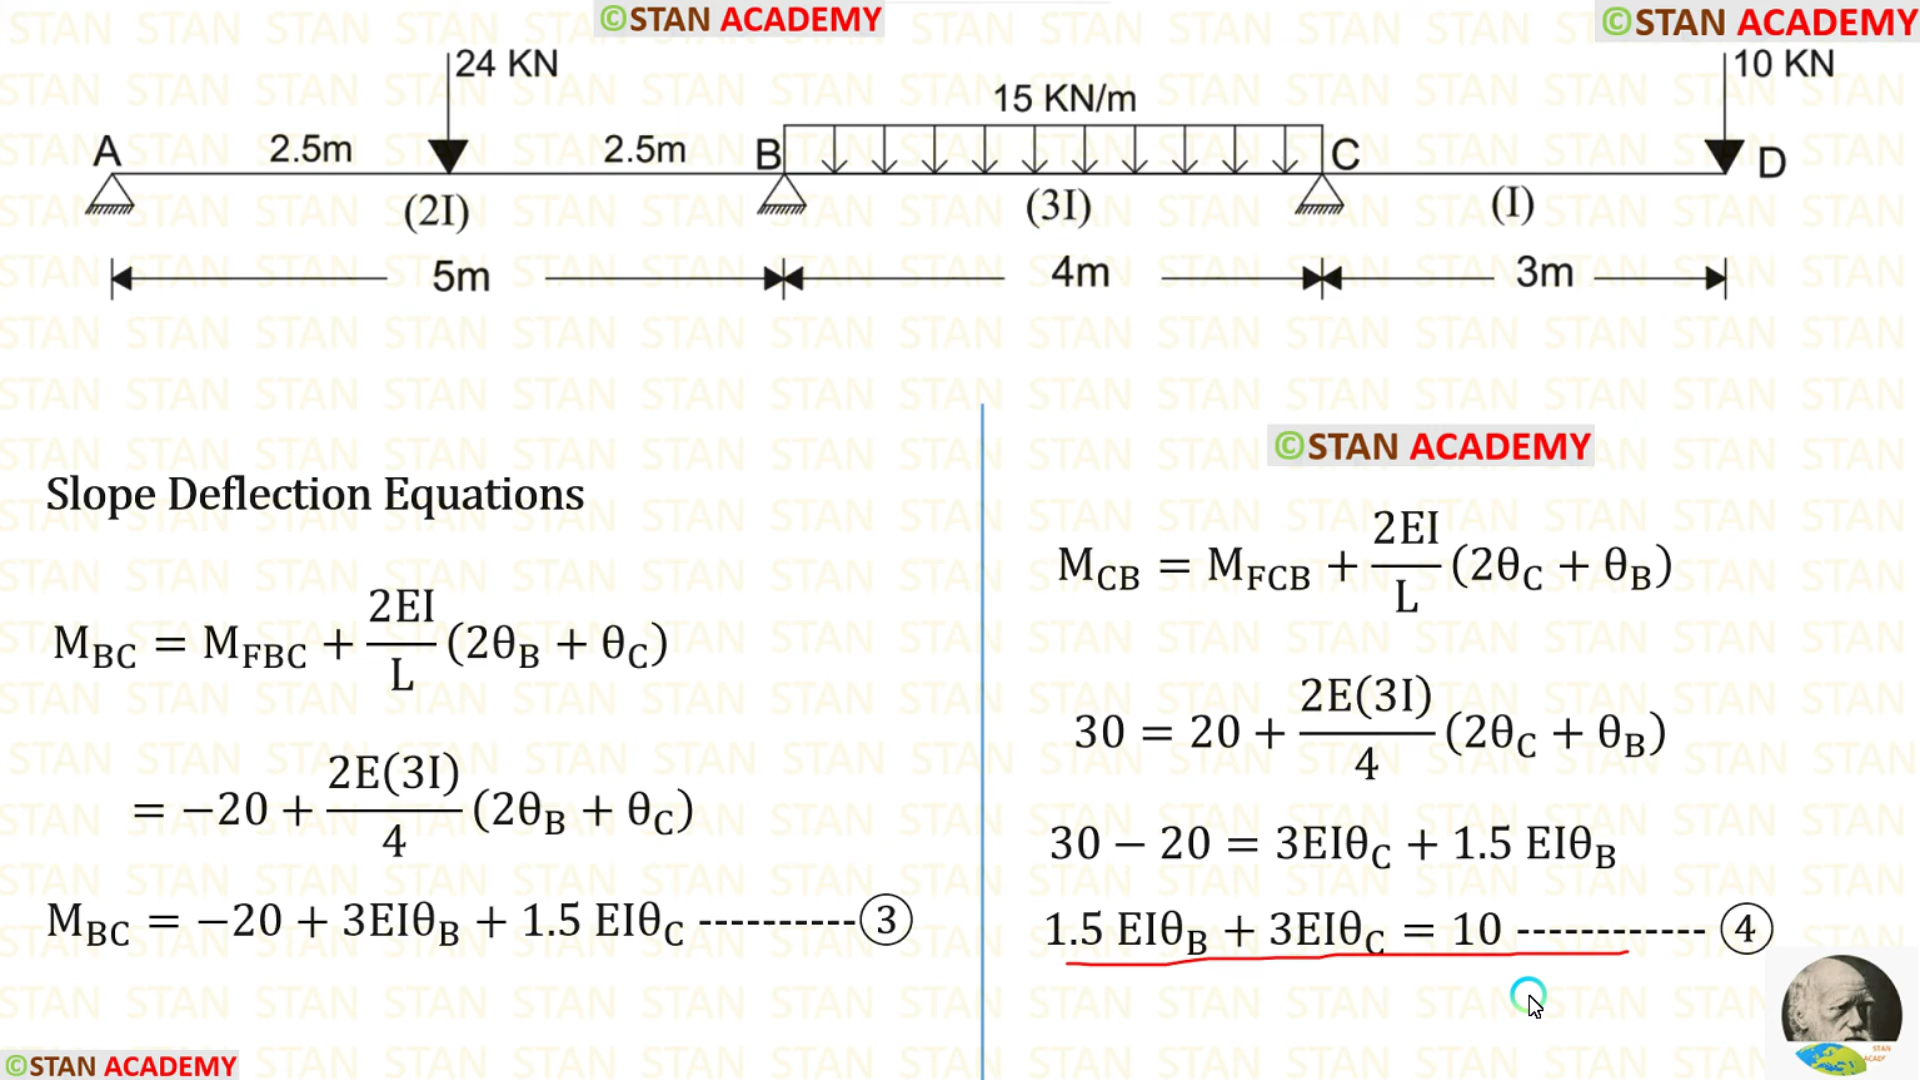 ©STAN ACADEMY
©STAN ACADEMY
24 KN
10 KN
15 KN/m
A 2.5m 2.5m B C D
(2I) (3I) (I)
5m 4m 3m
©STAN ACADEMY
Slope Deflection Equations
M_BC = M_FBC + 2EI/L (2θ_B + θ_C)
= −20 + 2E(3I)/4 (2θ_B + θ_C)
M_BC = −20 + 3EIθ_B + 1.5 EIθ_C ----------③
M_CB = M_FCB + 2EI/L (2θ_C + θ_B)
30 = 20 + 2E(3I)/4 (2θ_C + θ_B)
30 − 20 = 3EIθ_C + 1.5 EIθ_B
1.5 EIθ_B + 3EIθ_C = 10 ------------ ④
©STAN ACADEMY
STAN